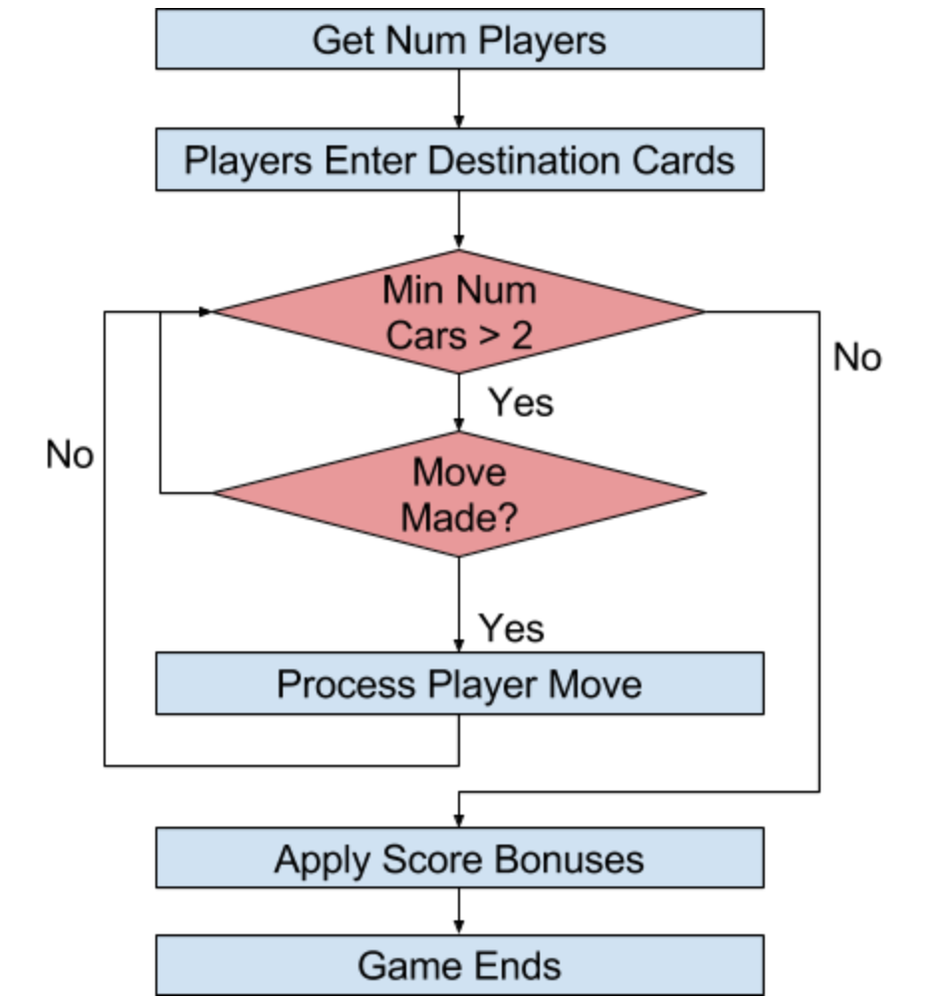 Get Num Players
Players Enter Destination Cards
Min Num
Cars > 2
No
Yes
No
Move
Made?
Yes
Process Player Move
Apply Score Bonuses
Game Ends